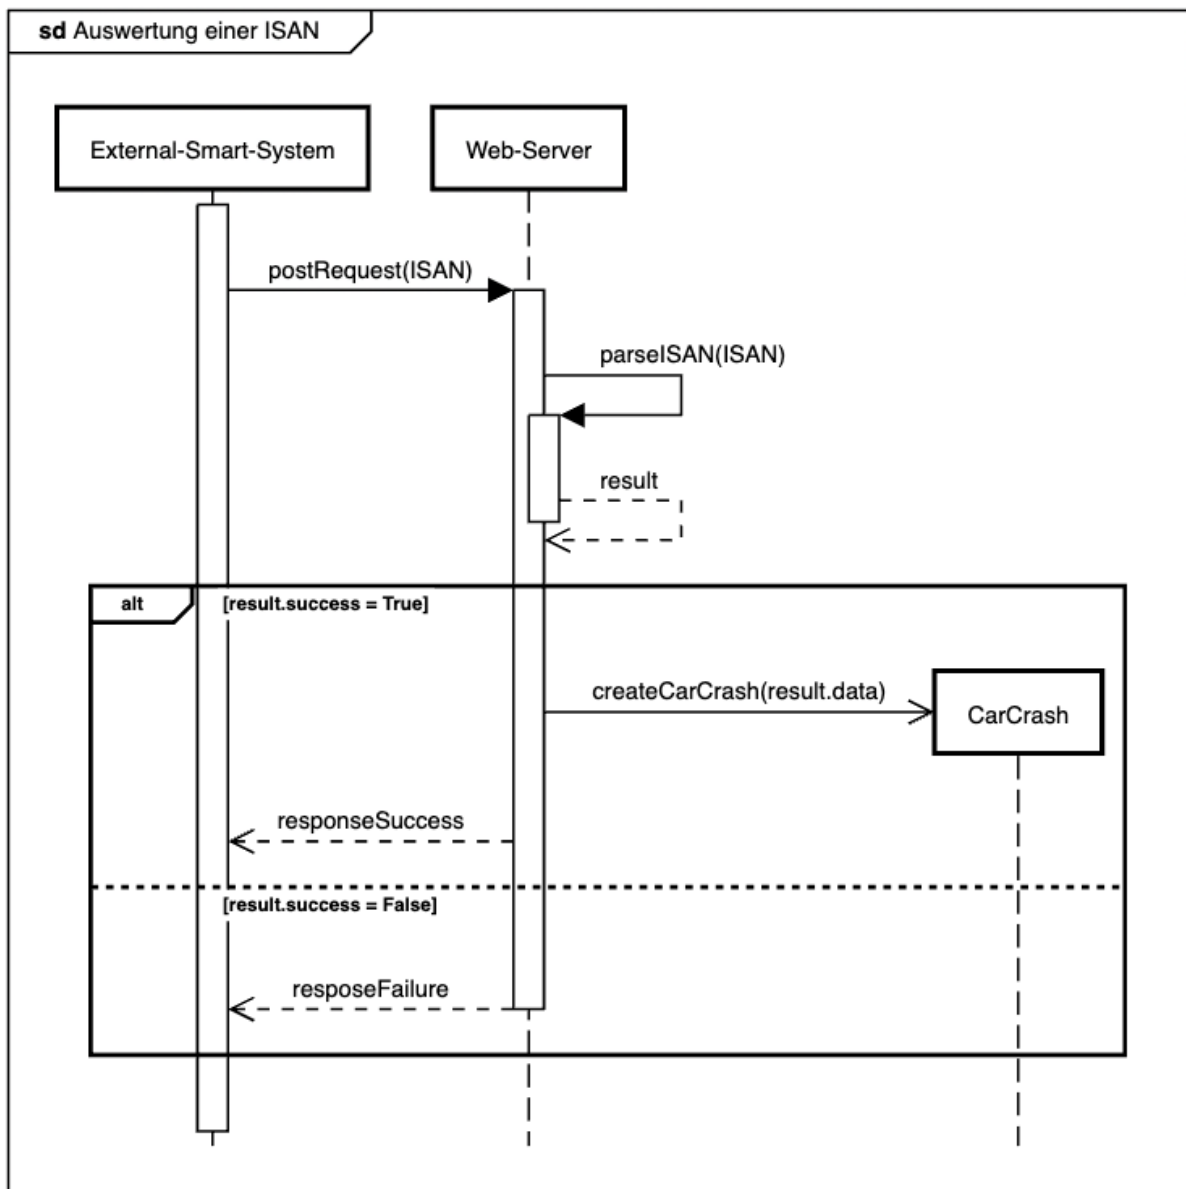 sd Auswertung einer ISAN
External-Smart-System
Web-Server
postRequest(ISAN)
parseISAN(ISAN)
result
alt
[result.success = True]
createCarCrash(result.data)
CarCrash
responseSuccess
[result.success = False]
resposeFailure